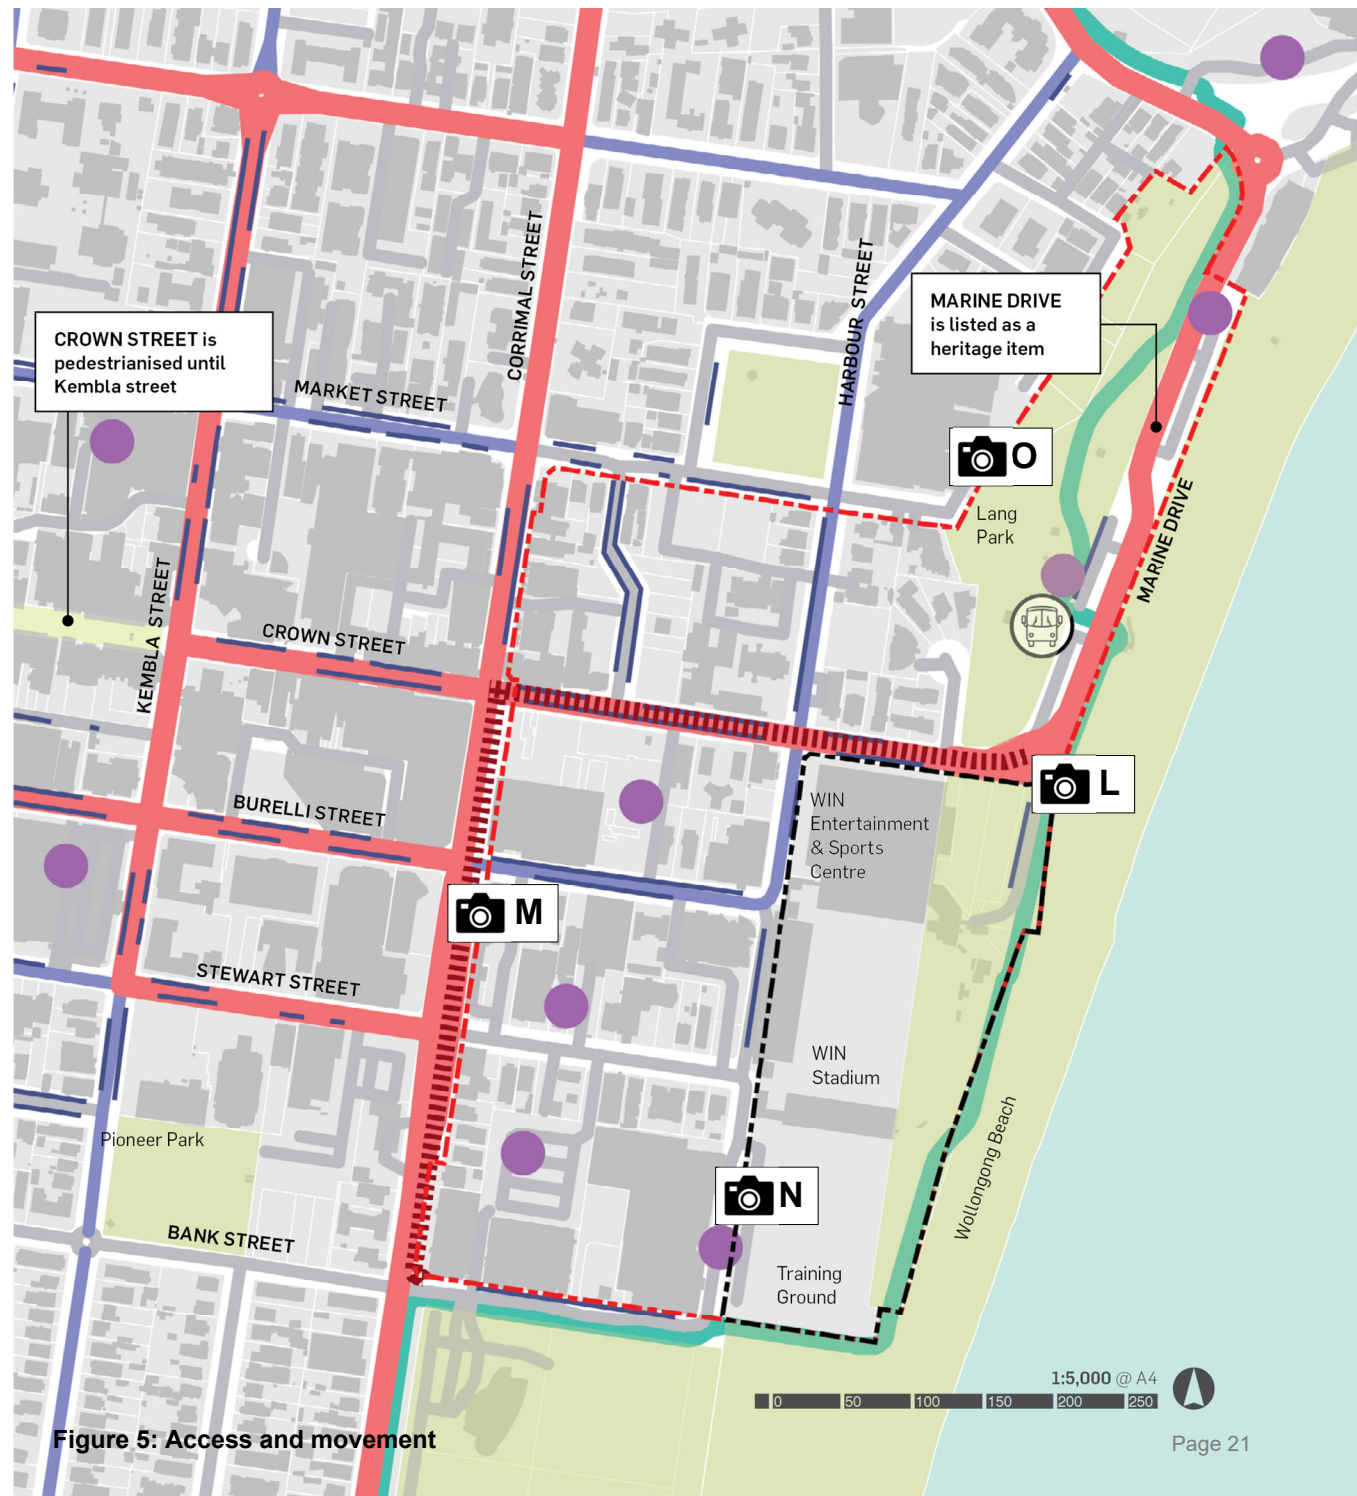 CORRIMAL STREET
HARBOUR STREET
MARINE DRIVE
is listed as a
heritage item
CROWN STREET is
pedestrianised until
Kembla street
MARKET STREET
O
Lang
Park
MARINE DRIVE
KEMBLA STREET
CROWN STREET
L
BURELLI STREET
WIN
Entertainment
& Sports
Centre
M
STEWART STREET
WIN
Stadium
Pioneer Park
Wollongong Beach
N
BANK STREET
Training
Ground
1:5,000 @ A4
0 50 100 150 200 250
Figure 5: Access and movement
Page 21